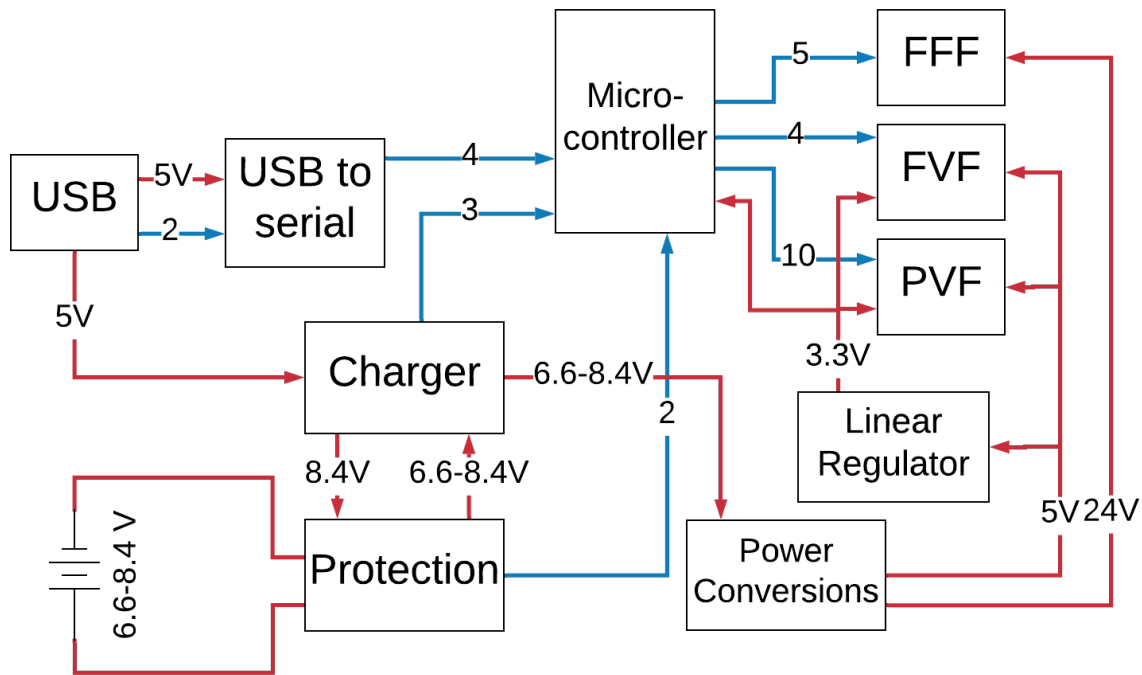 5
FFF
Micro-
controller
4
FVF
5V
USB to
serial
4
USB
2
3
10
PVF
5V
Charger
6.6-8.4V
3.3V
2
Linear
Regulator
8.4V
6.6-8.4V
5V
24V
6.6-8.4 V
Protection
Power
Conversions